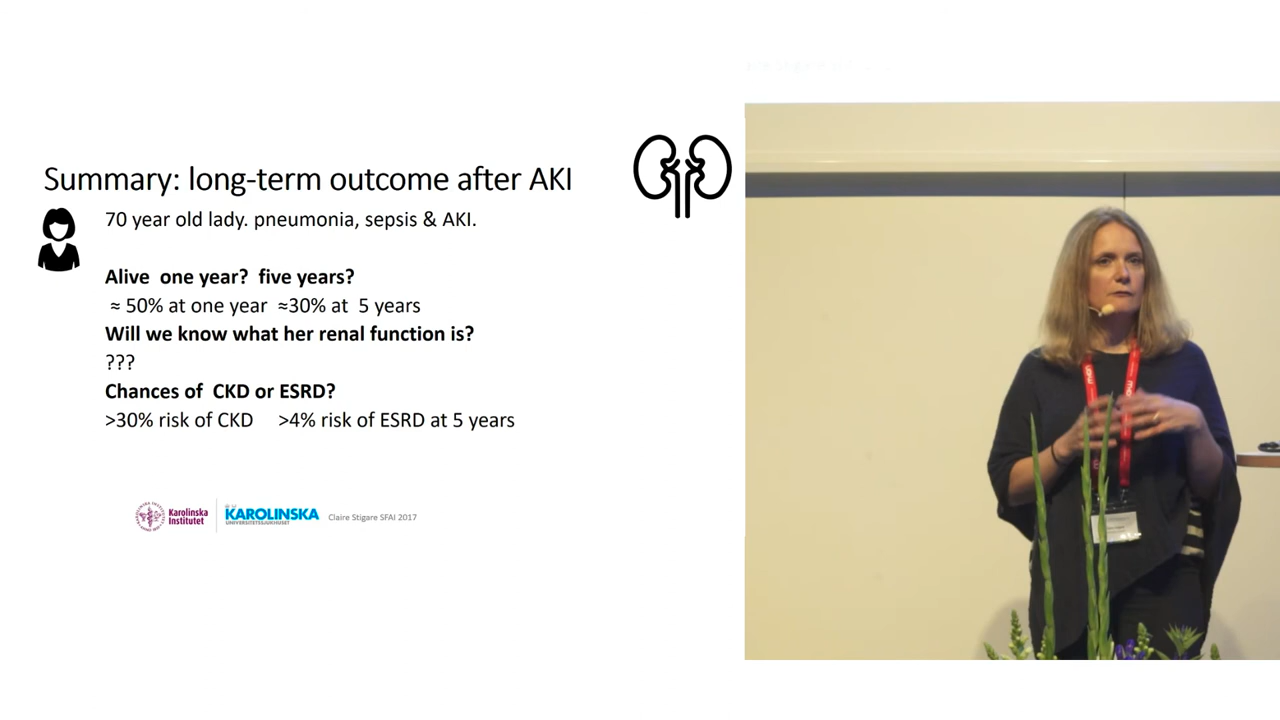 Summary: long-term outcome after AKI
70 year old lady. pneumonia, sepsis & AKI.
Alive one year? five years?
≈ 50% at one year ≈30% at 5 years
Will we know what her renal function is?
???
Chances of CKD or ESRD?
>30% risk of CKD >4% risk of ESRD at 5 years
Karolinska
Institutet
KAROLINSKA
UNIVERSITETSSJUKHUSET
Claire Stigare SFAI 2017